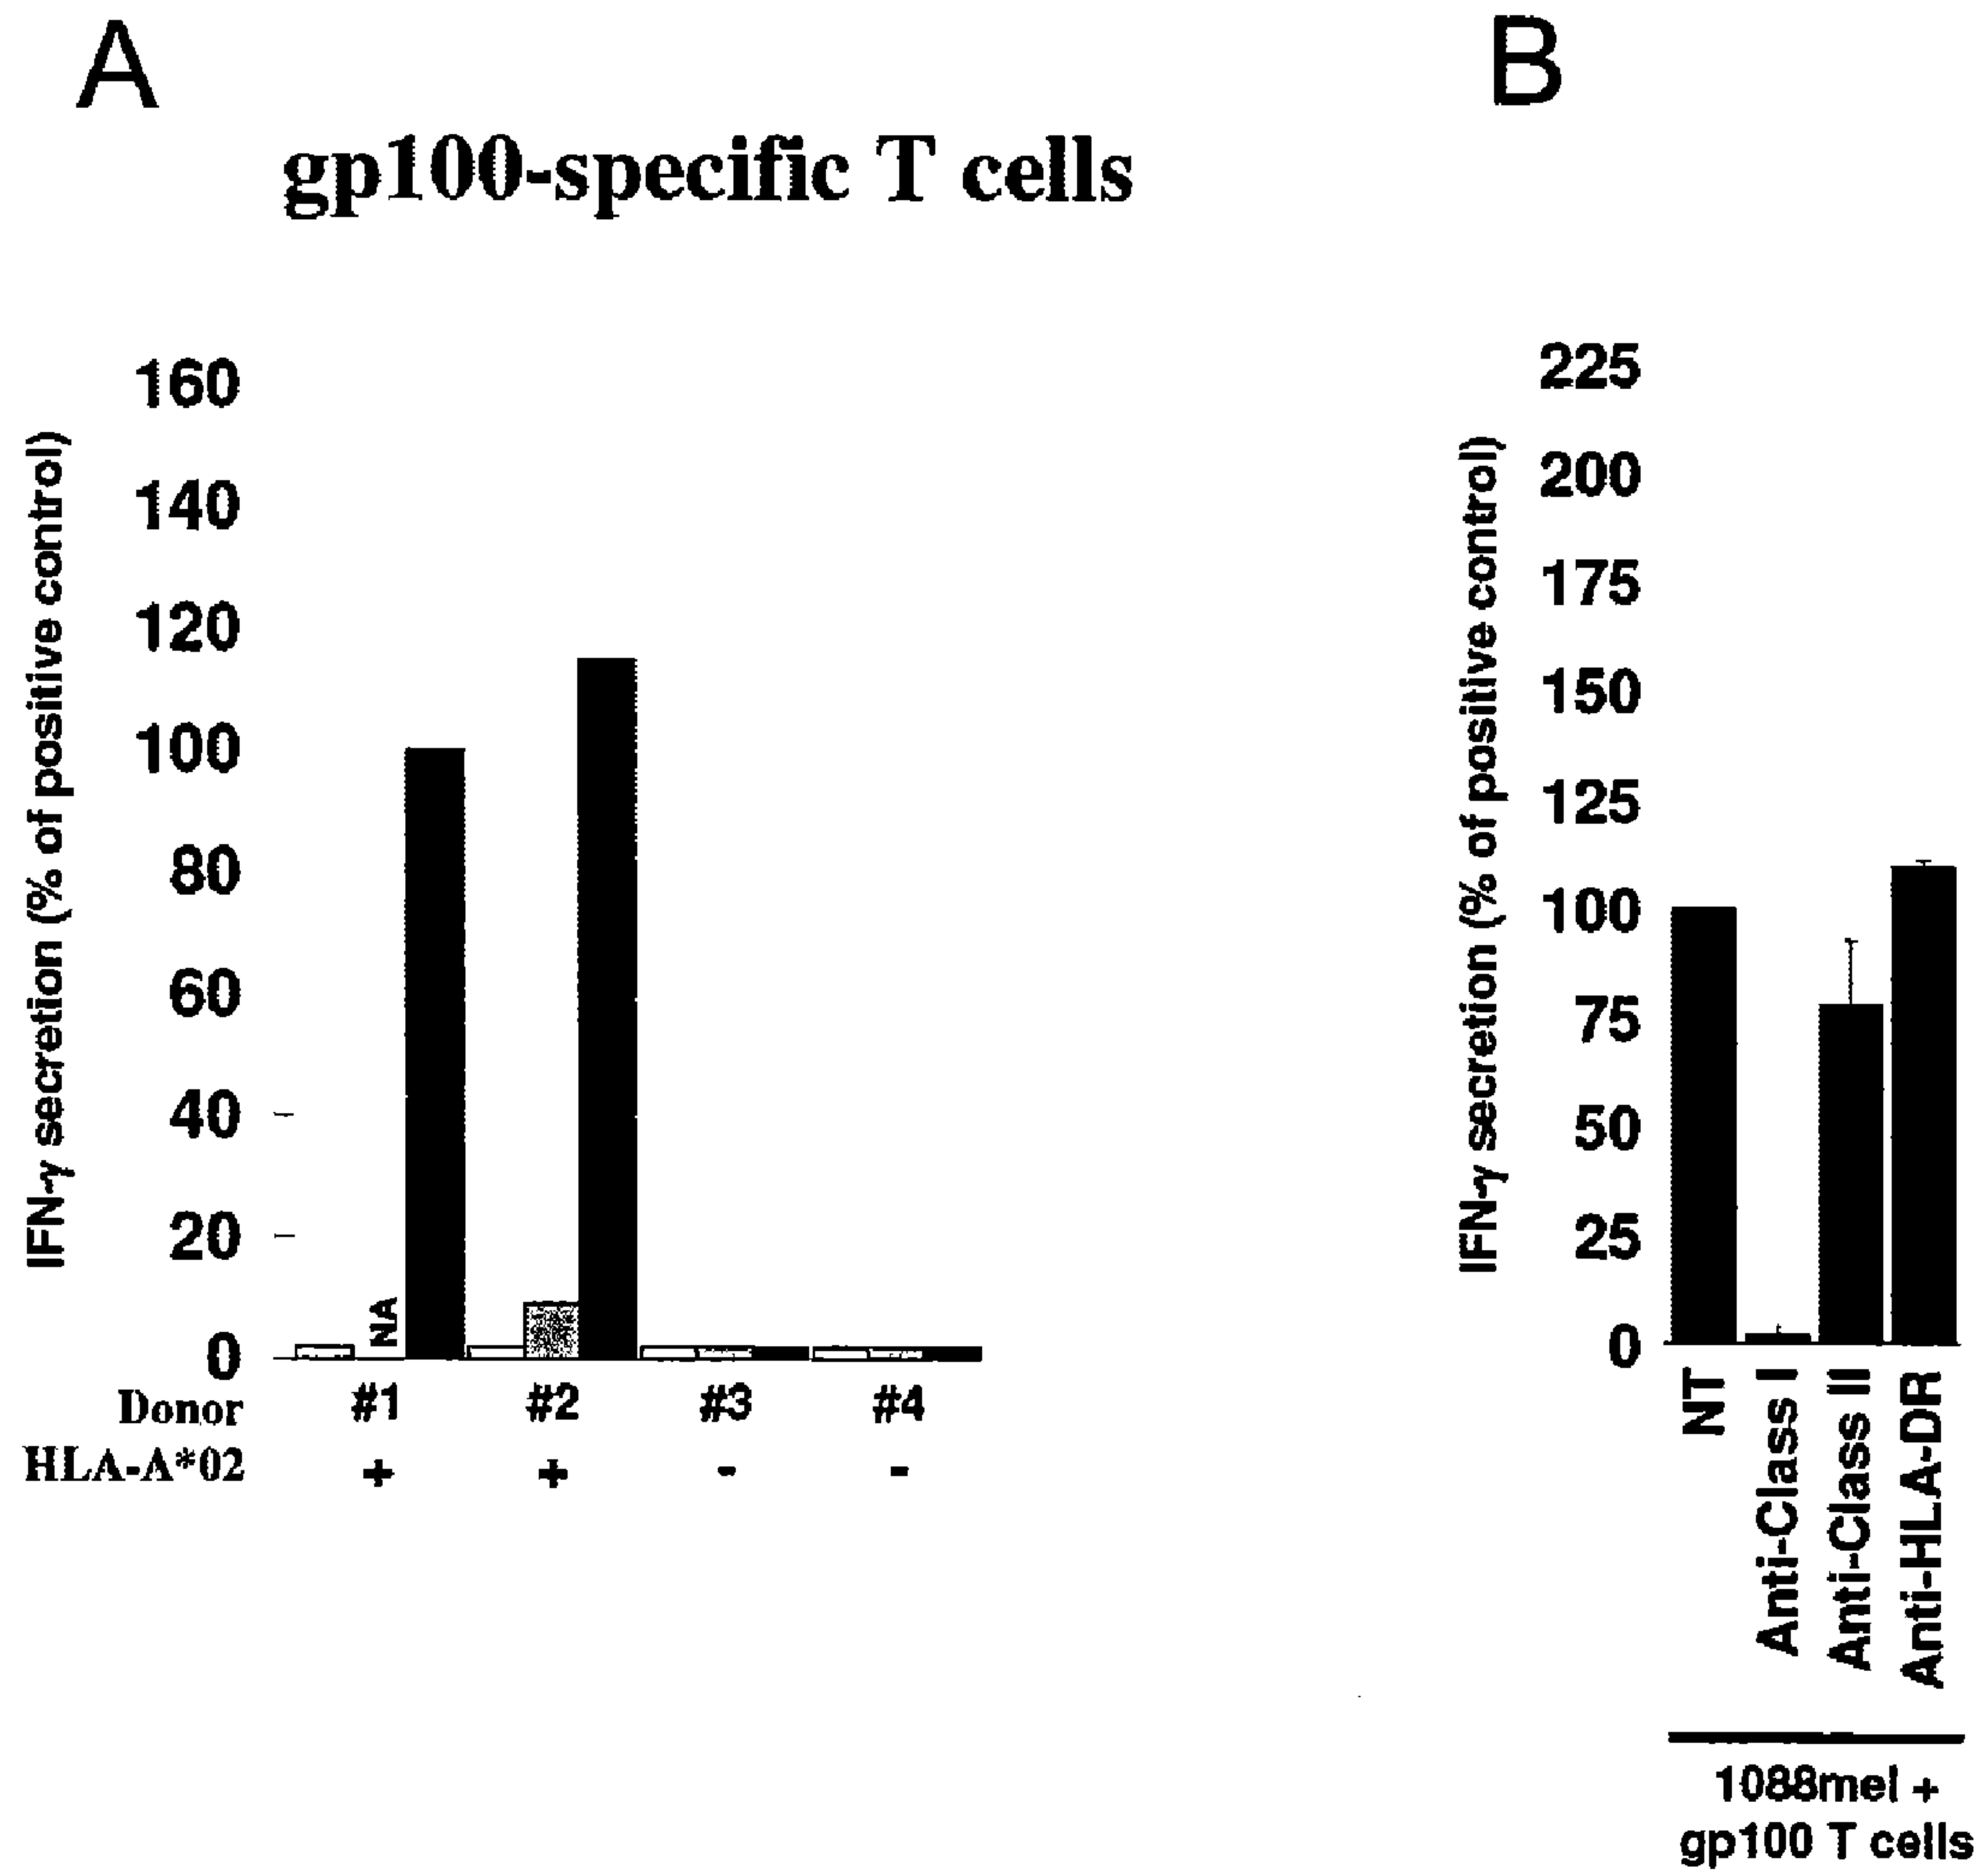 A
gp100-specific T cells
IFN-γ secretion (% of positive control)
160
140
120
100
80
60
40
20
0
NA
Donor #1 #2 #3 #4
HLA-A*02 + + - -
B
IFN-γ secretion (% of positive control)
225
200
175
150
125
100
75
50
25
0
NT
Anti-Class I
Anti-Class II
Anti-HLA-DR
1088mel +
gp100 T cells